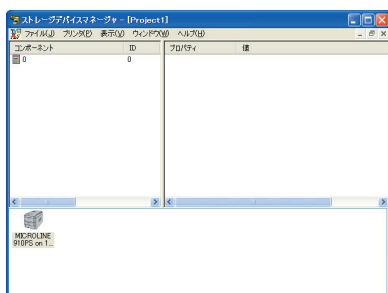 ストレージデバイスマネージャ - [Project1]
ファイル(J) プリンタ(P) 表示(V) ウィンドウ(W) ヘルプ(H)
コンポーネント ID プロパティ 値
0 0
MICROLINE
910PS on 1...